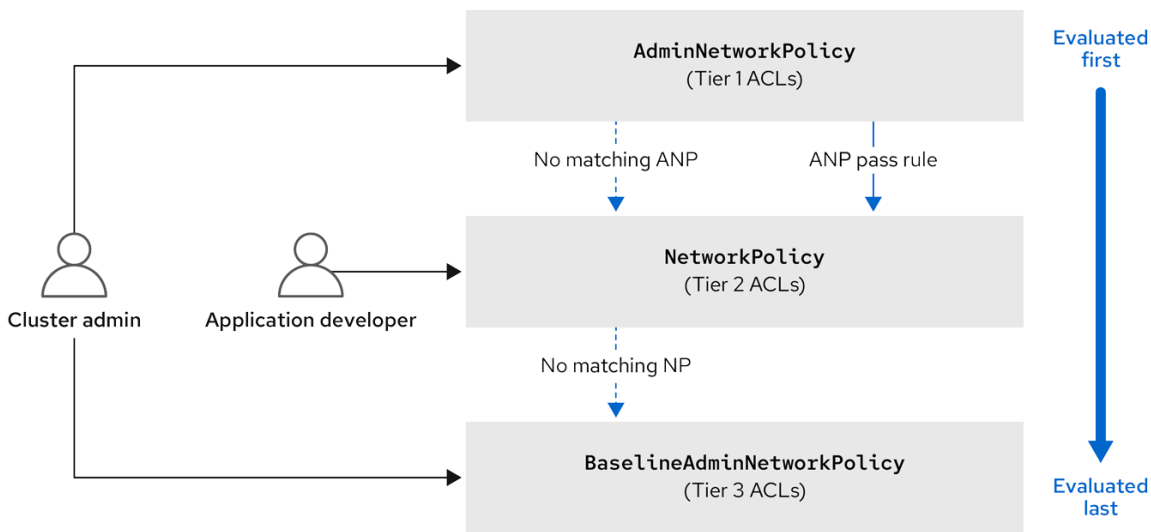 AdminNetworkPolicy
(Tier 1 ACLs)
Evaluated
first
No matching ANP
ANP pass rule
NetworkPolicy
(Tier 2 ACLs)
Cluster admin
Application developer
No matching NP
BaselineAdminNetworkPolicy
(Tier 3 ACLs)
Evaluated
last